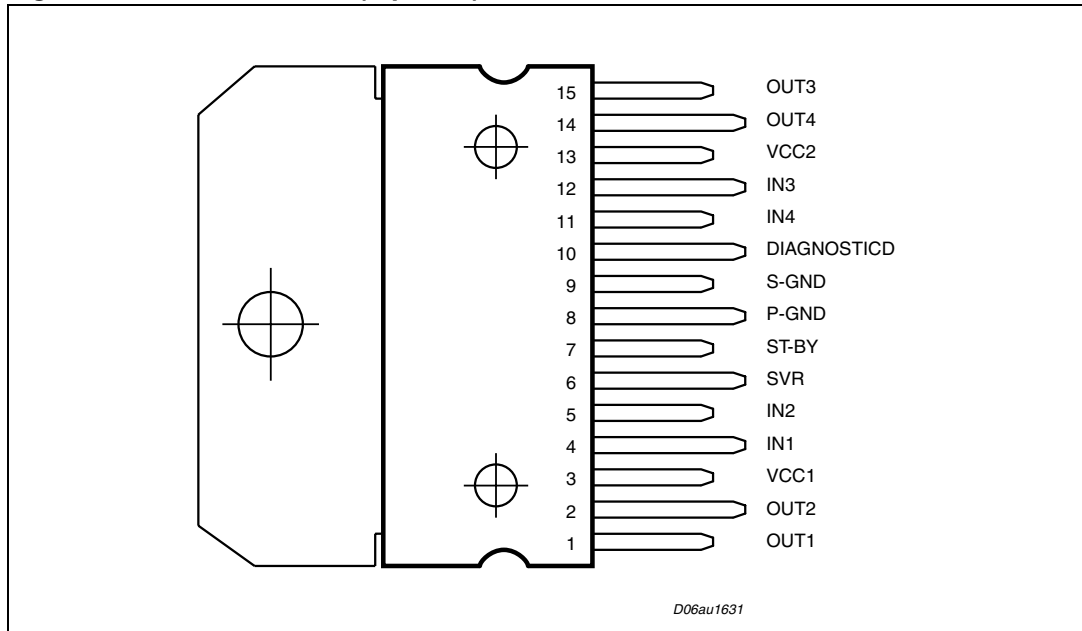 15 OUT3
14 OUT4
13 VCC2
12 IN3
11 IN4
10 DIAGNOSTICD
9 S-GND
8 P-GND
7 ST-BY
6 SVR
5 IN2
4 IN1
3 VCC1
2 OUT2
1 OUT1
D06au1631